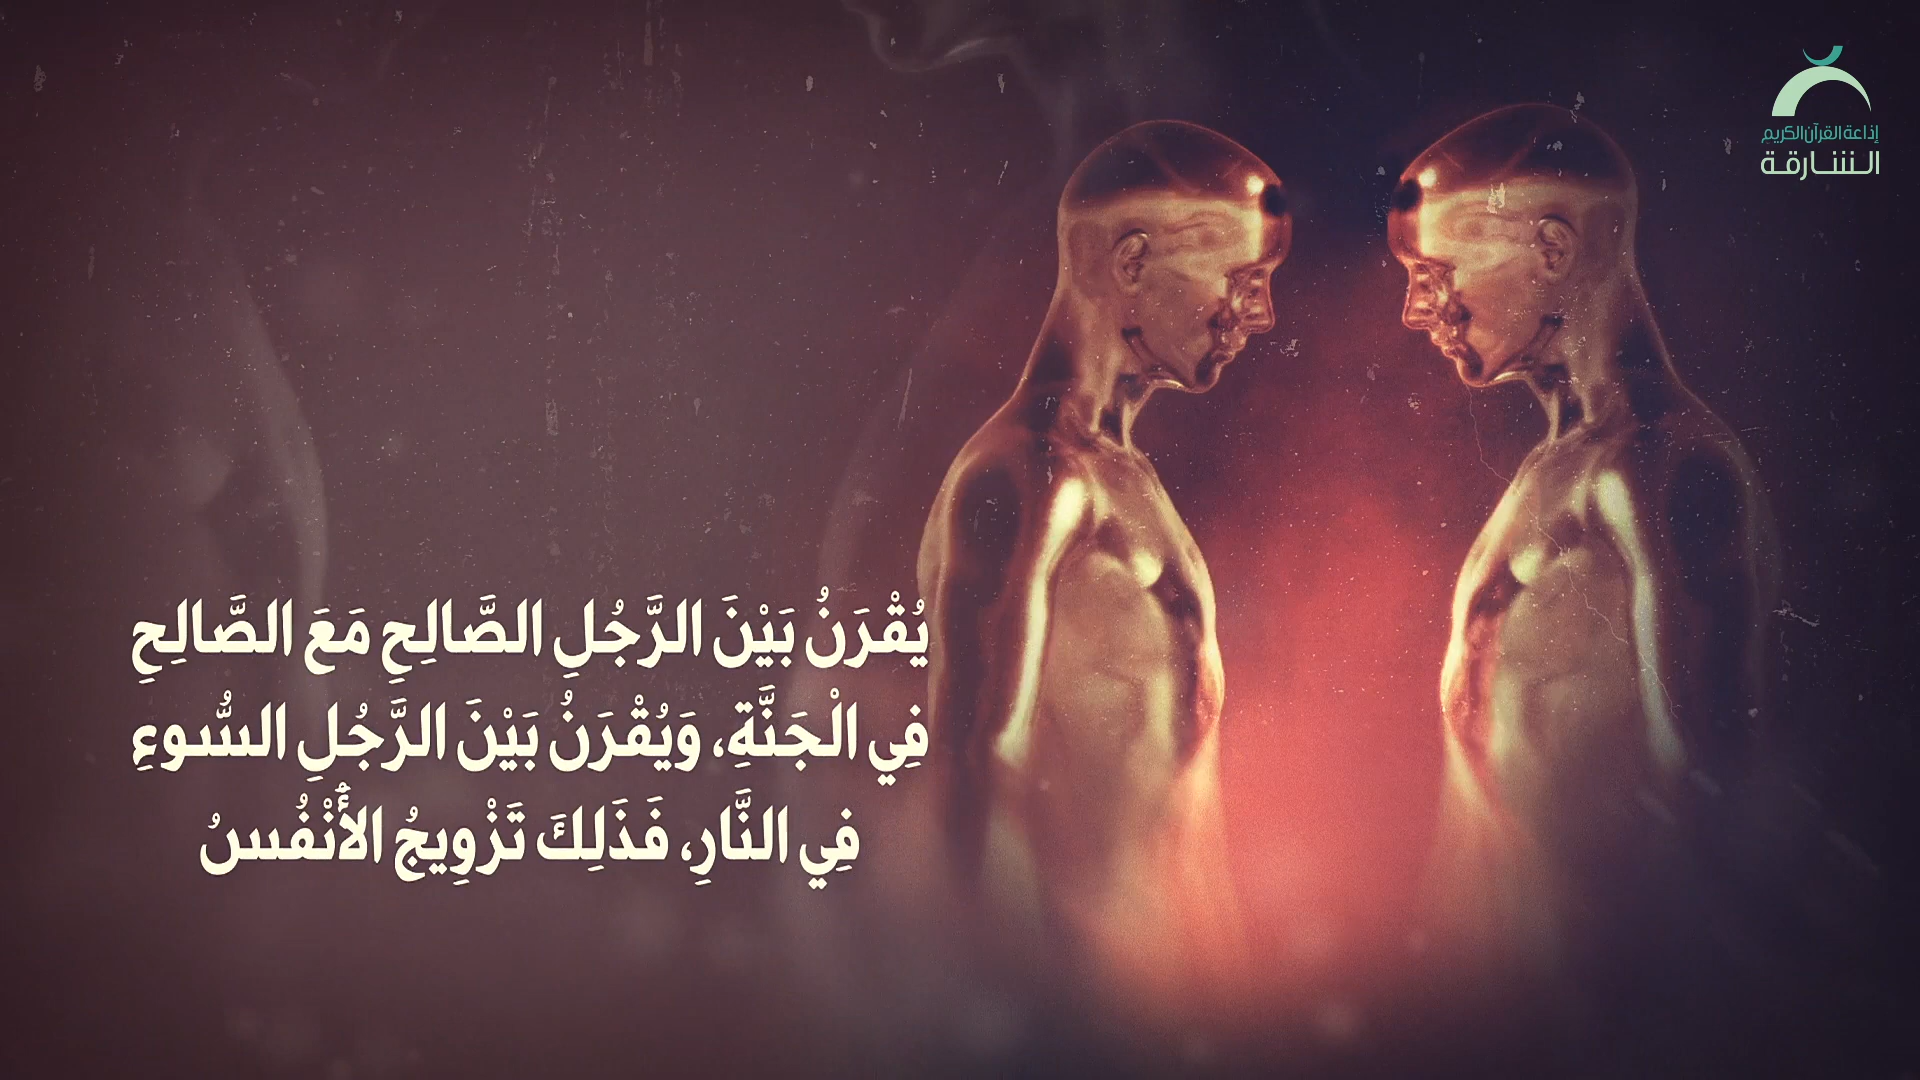 إذاعة القرآن الكريم
الشارقة
يُقْرَنُ بَيْنَ الرَّجُلِ الصَّالِحِ مَعَ الصَّالِحِ
فِي الْجَنَّةِ، وَيُقْرَنُ بَيْنَ الرَّجُلِ السُّوءِ
فِي النَّارِ، فَذَلِكَ تَزْوِيجُ الأَُنْفُسُ